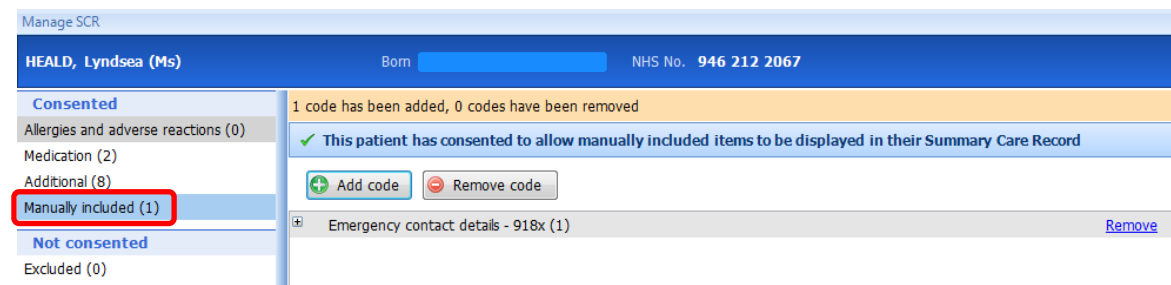 Manage SCR
HEALD, Lyndsea (Ms) Born NHS No. 946 212 2067
Consented
Allergies and adverse reactions (0)
Medication (2)
Additional (8)
Manually included (1)
Not consented
Excluded (0)
1 code has been added, 0 codes have been removed
✓ This patient has consented to allow manually included items to be displayed in their Summary Care Record
Add code Remove code
Emergency contact details - 918x (1) Remove